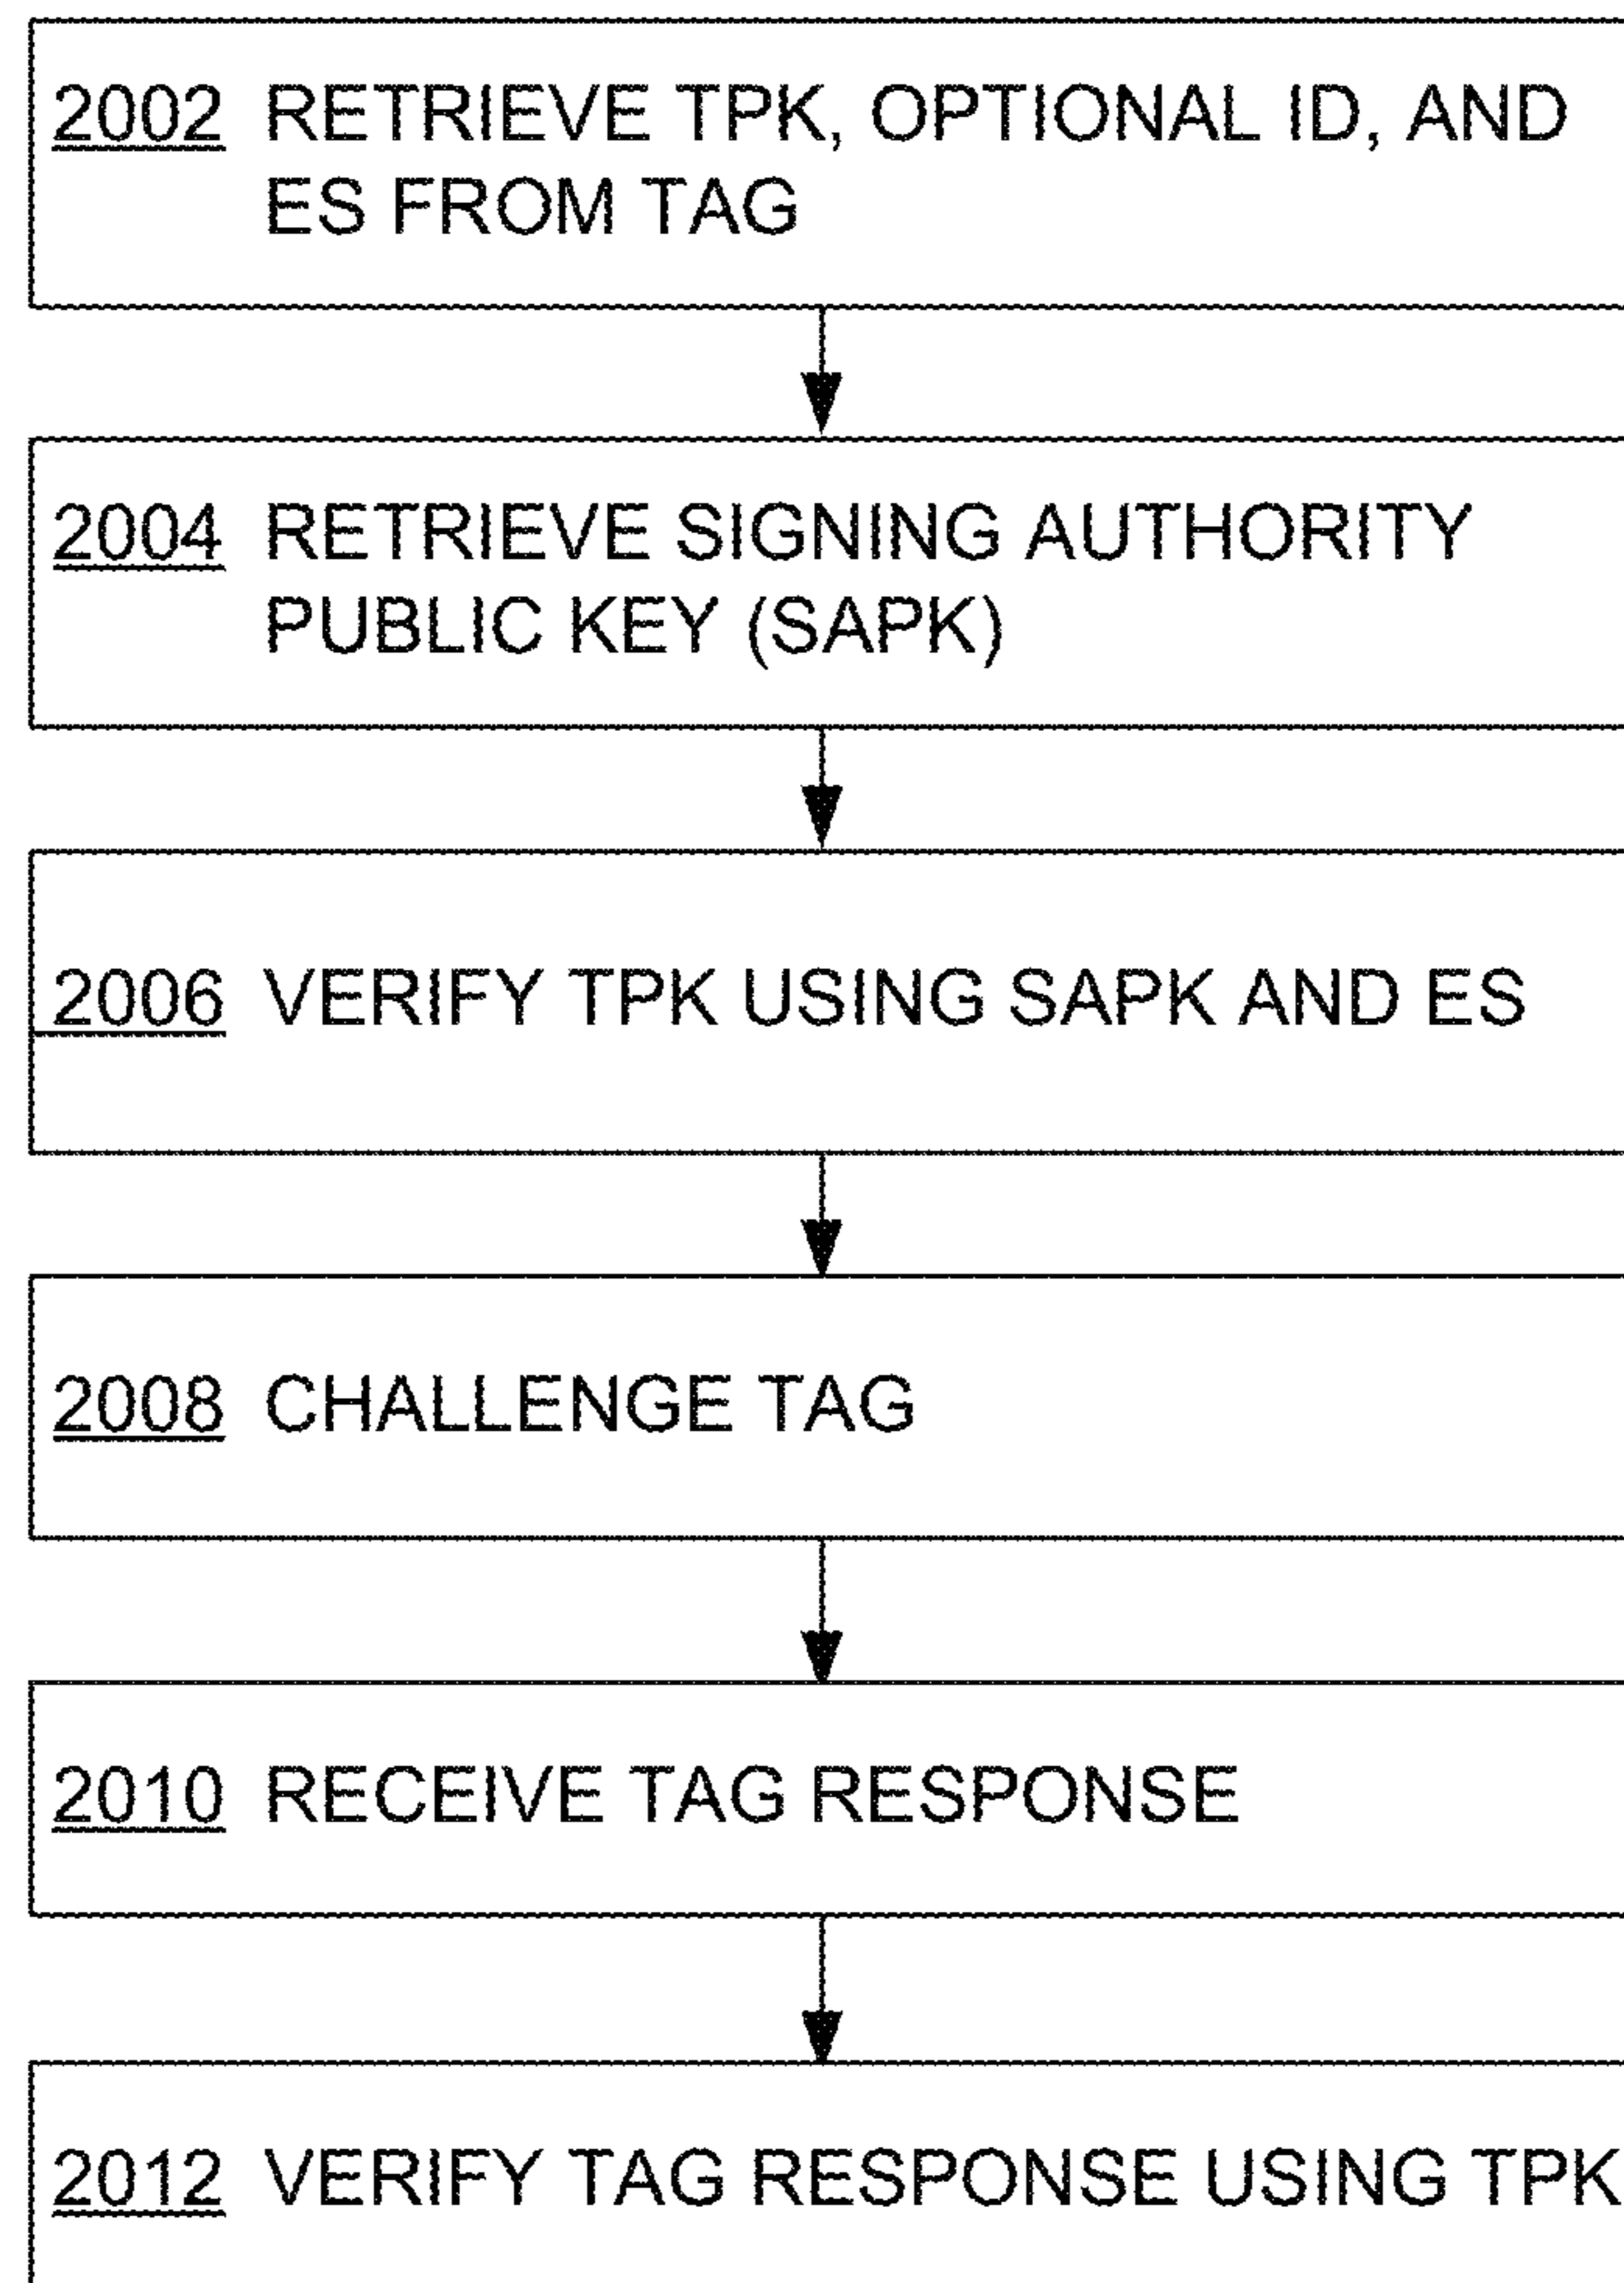 2002 RETRIEVE TPK, OPTIONAL ID, AND
ES FROM TAG
2004 RETRIEVE SIGNING AUTHORITY
PUBLIC KEY (SAPK)
2006 VERIFY TPK USING SAPK AND ES
2008 CHALLENGE TAG
2010 RECEIVE TAG RESPONSE
2012 VERIFY TAG RESPONSE USING TPK